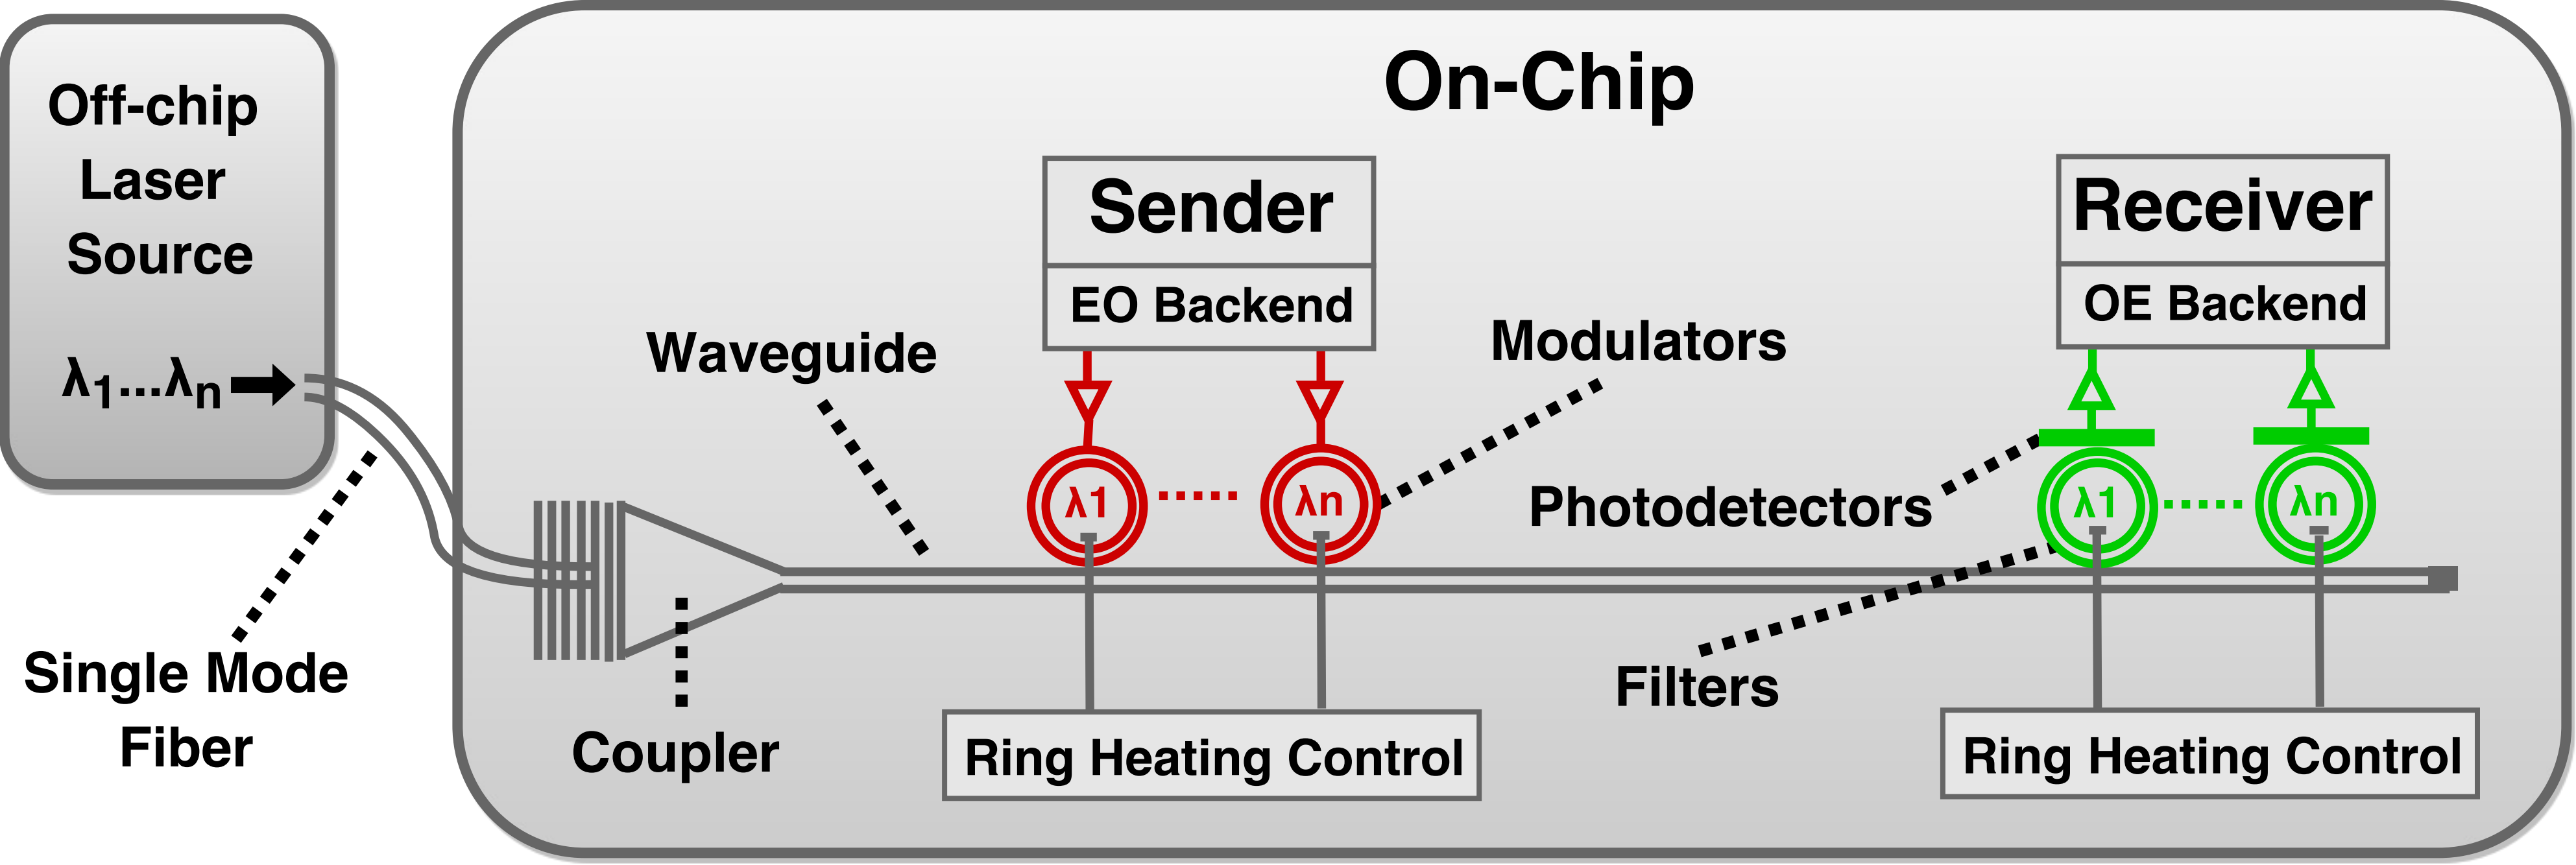 On-Chip
Off-chip
Laser
Source
λ1...λn
Single Mode
Fiber
Coupler
Waveguide
Sender
EO Backend
λ1
λn
Modulators
Ring Heating Control
Receiver
OE Backend
Photodetectors
λ1
λn
Filters
Ring Heating Control